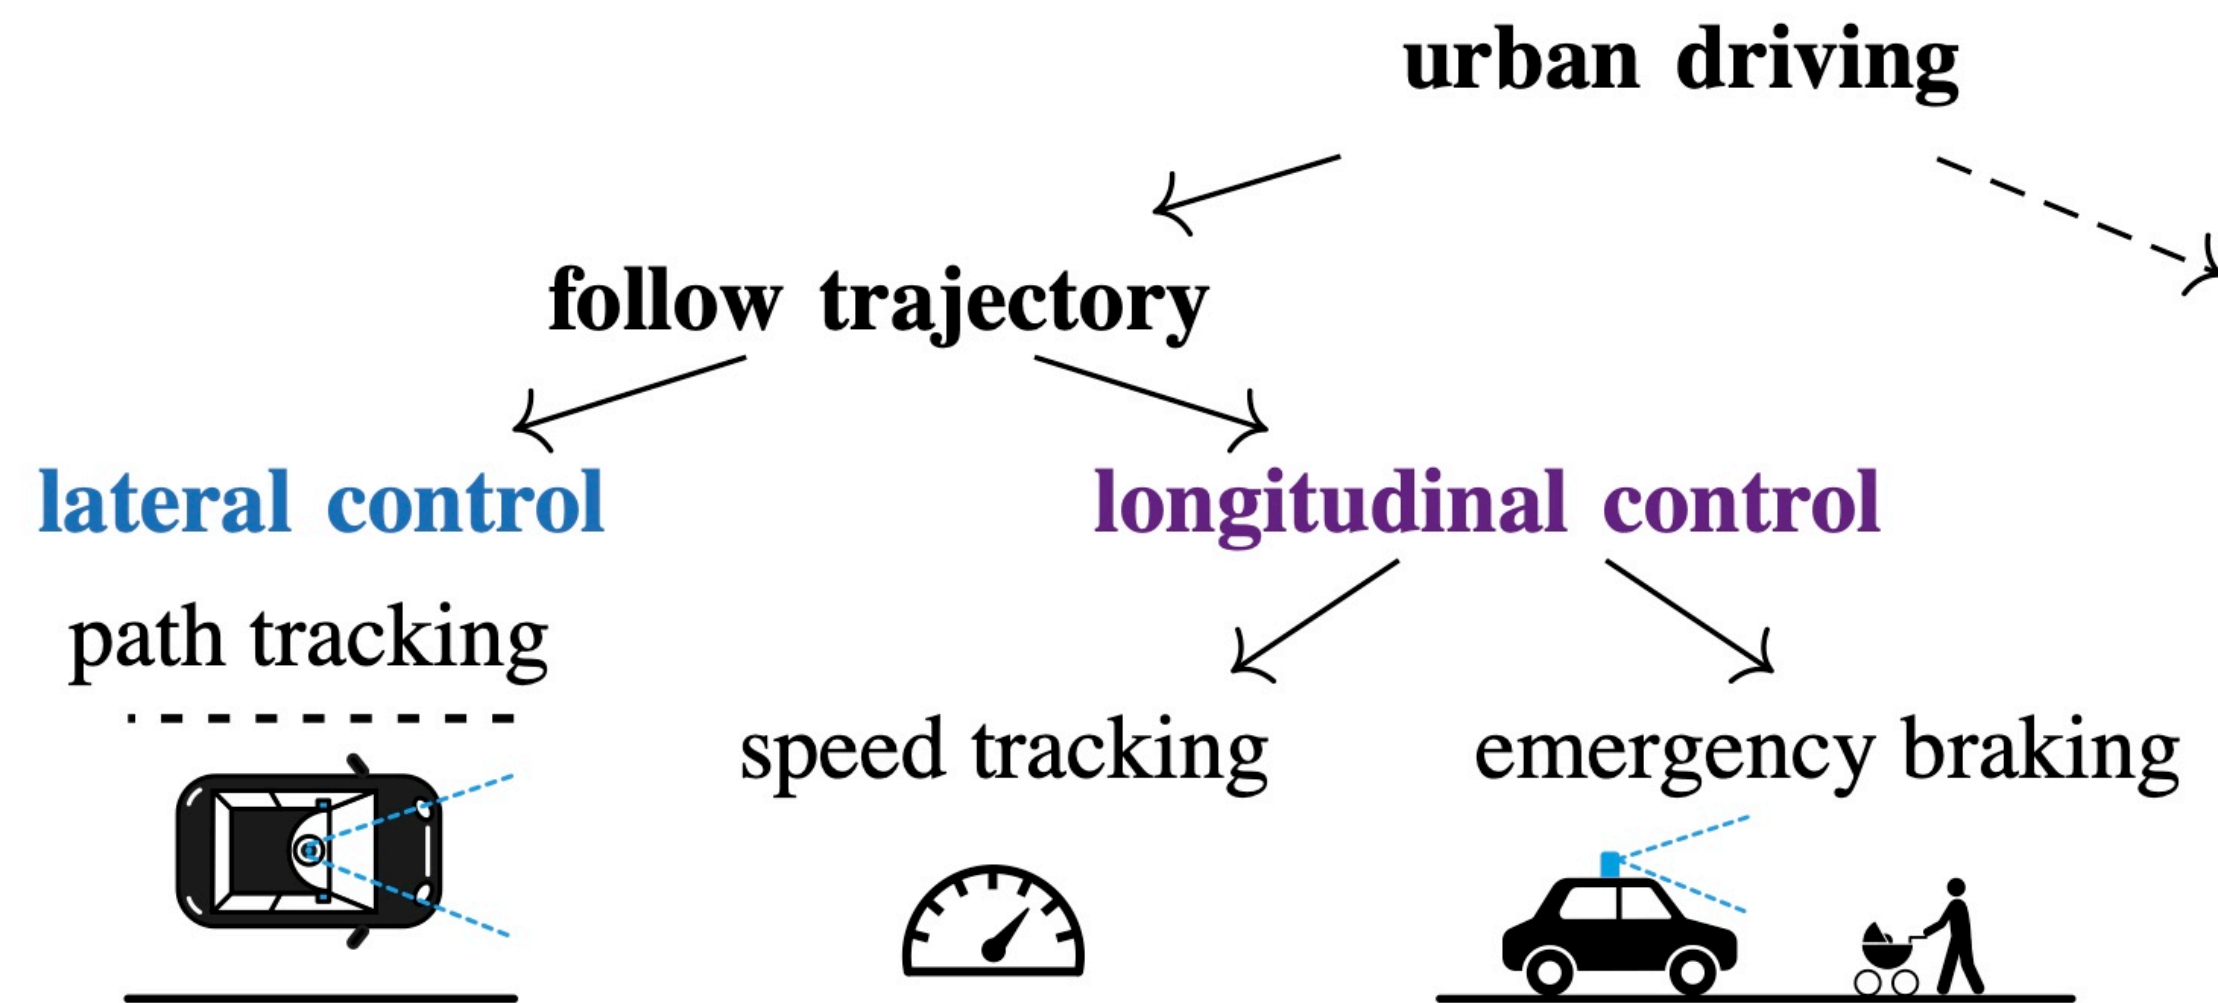 urban driving
follow trajectory
lateral control
longitudinal control
path tracking
speed tracking
emergency braking